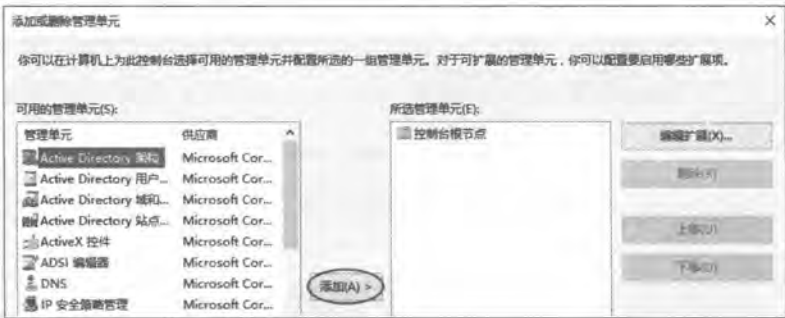 添加或删除管理单元
你可以在计算机上为此控制台选择可用的管理单元并配置所选的一组管理单元。对于可扩展的管理单元，你可以配置要启用哪些扩展项。
可用的管理单元(S):
所选管理单元(E):
管理单元 供应商
控制台根节点
编辑扩展(X)...
Active Directory 架构 Microsoft Cor...
Active Directory 用户... Microsoft Cor...
删除(R)
Active Directory 域和... Microsoft Cor...
Active Directory 站点... Microsoft Cor...
上移(U)
ActiveX 控件 Microsoft Cor...
ADSI 编辑器 Microsoft Cor...
下移(D)
DNS Microsoft Cor...
添加(A) >
IP 安全策略管理 Microsoft Cor...